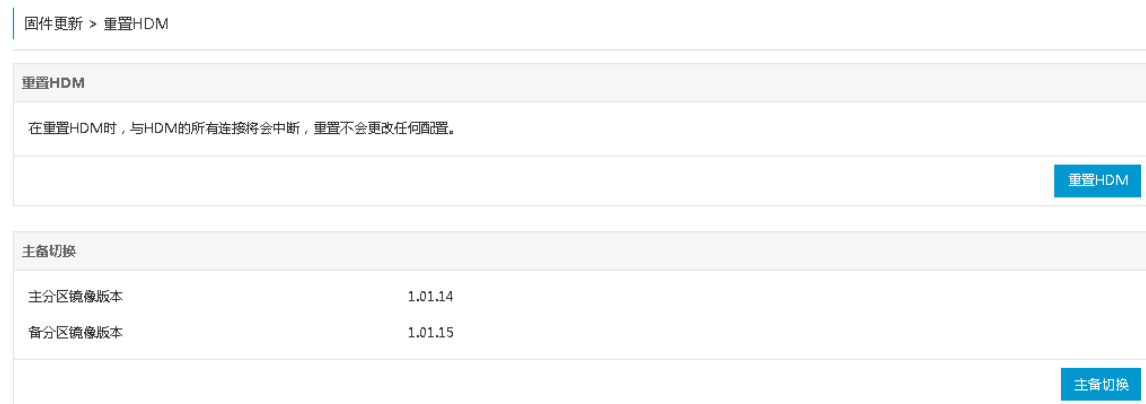 固件更新 > 重置HDM
重置HDM
在重置HDM时，与HDM的所有连接将会中断，重置不会更改任何配置。
重置HDM
主备切换
主分区镜像版本 1.01.14
备分区镜像版本 1.01.15
主备切换